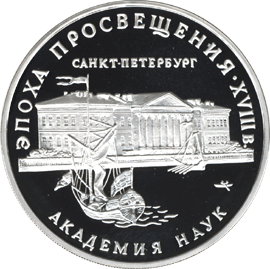 ЭПОХА ПРОСВЕЩЕНИЯ · XVIII В.
САНКТ-ПЕТЕРБУРГ
АКАДЕМИЯ НАУК